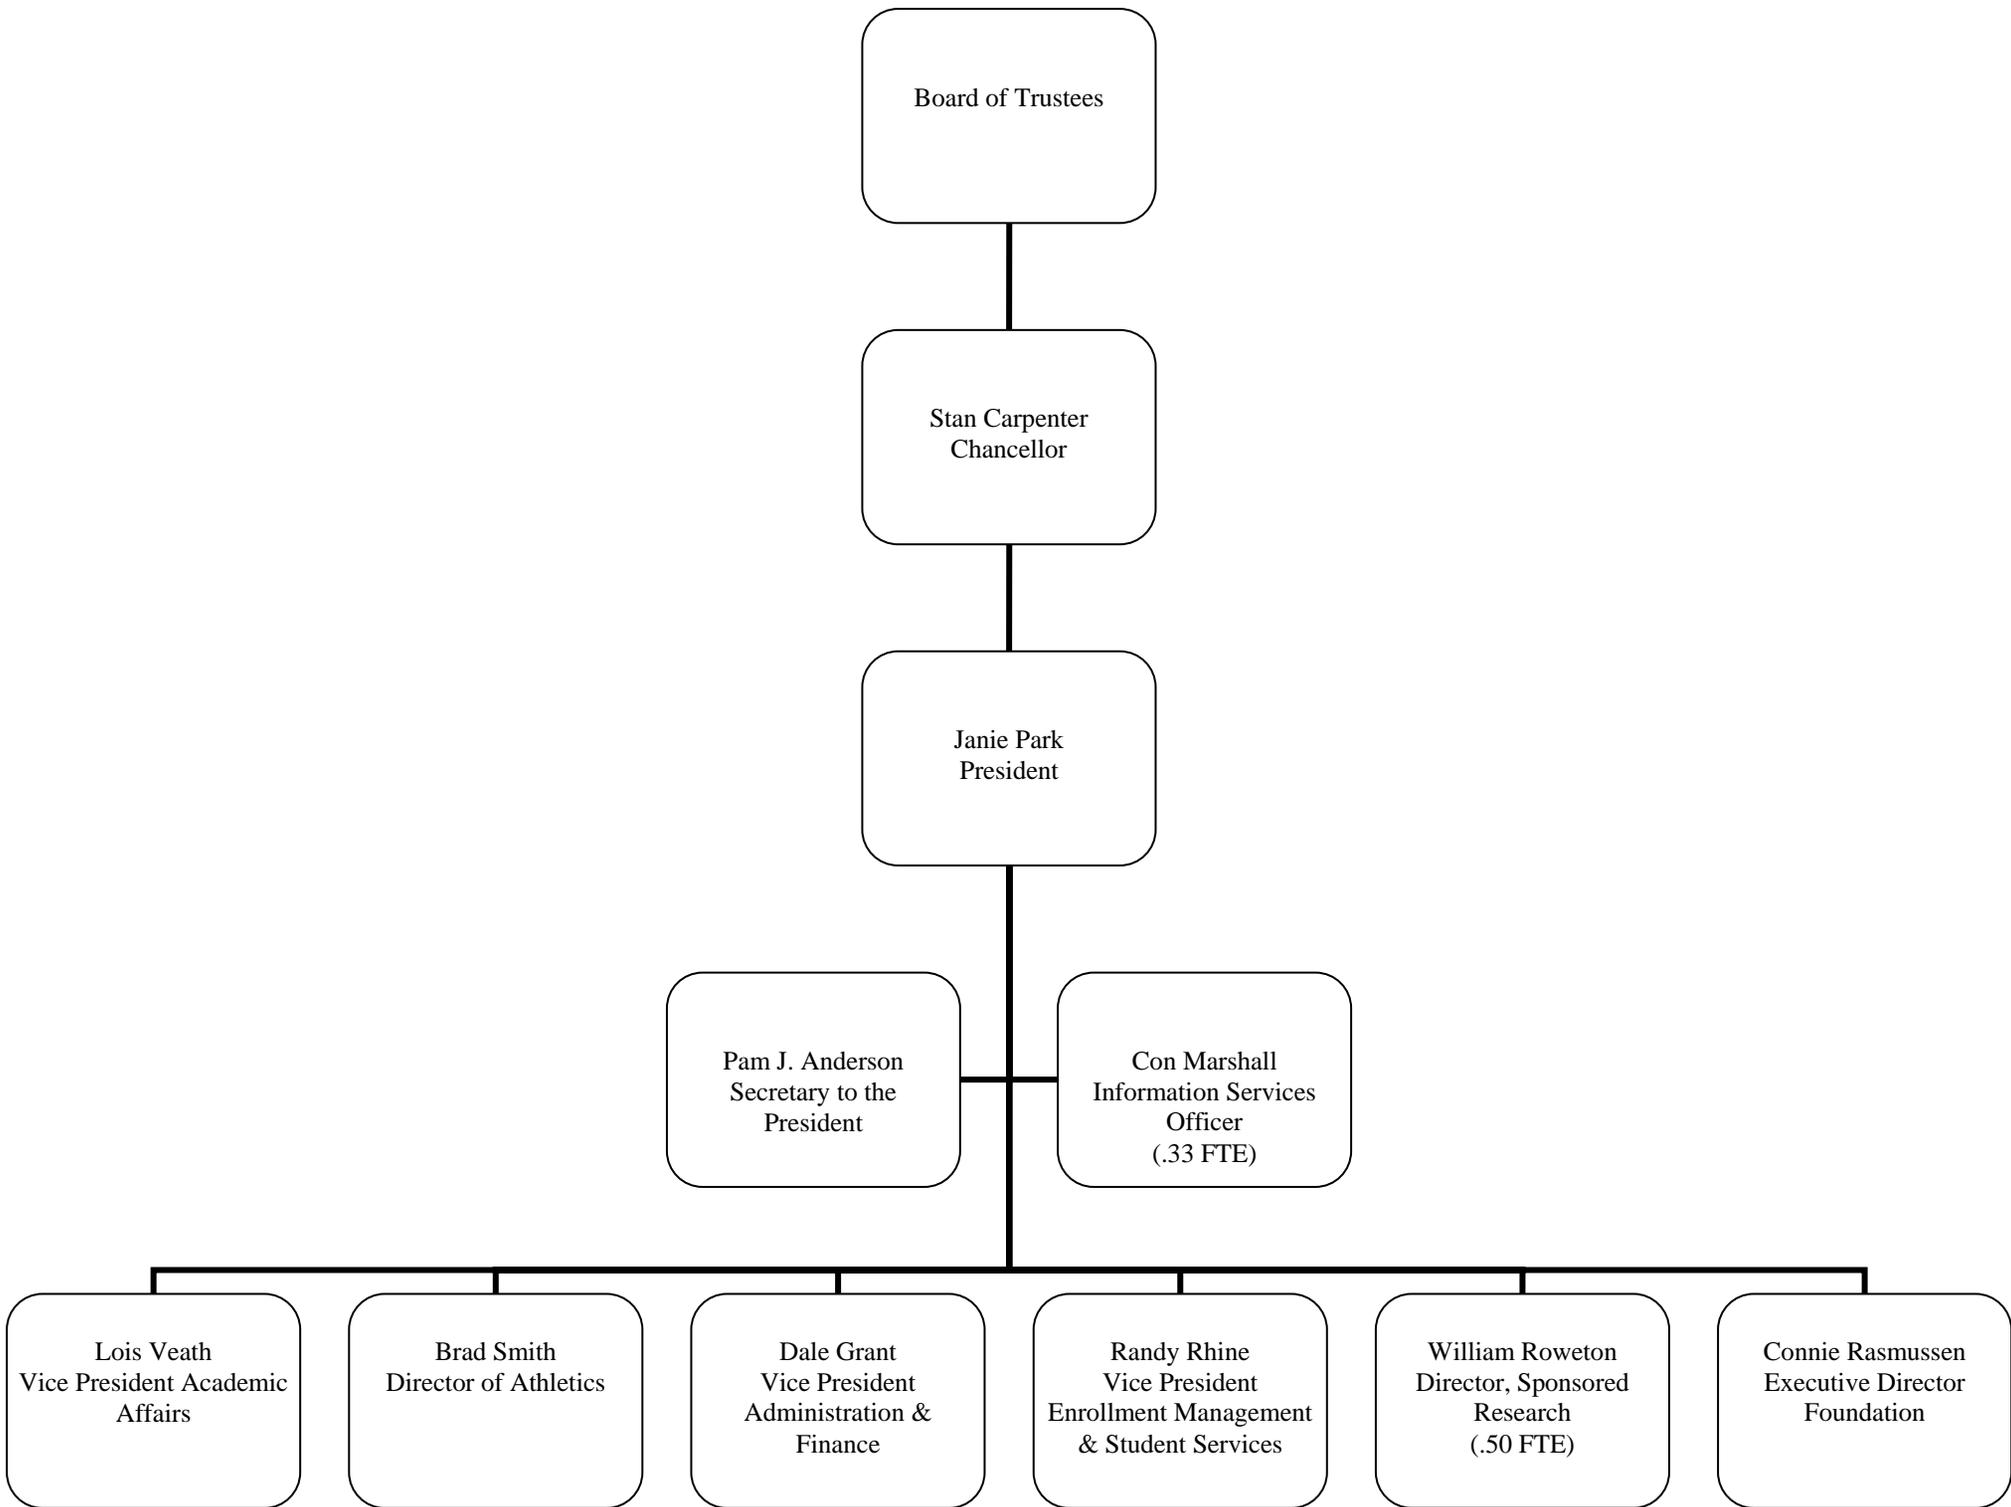 Board of Trustees
Stan Carpenter
Chancellor
Janie Park
President
Pam J. Anderson
Secretary to the
President
Con Marshall
Information Services
Officer
(.33 FTE)
Lois Veath
Vice President Academic
Affairs
Brad Smith
Director of Athletics
Dale Grant
Vice President
Administration &
Finance
Randy Rhine
Vice President
Enrollment Management
& Student Services
William Roweton
Director, Sponsored
Research
(.50 FTE)
Connie Rasmussen
Executive Director
Foundation